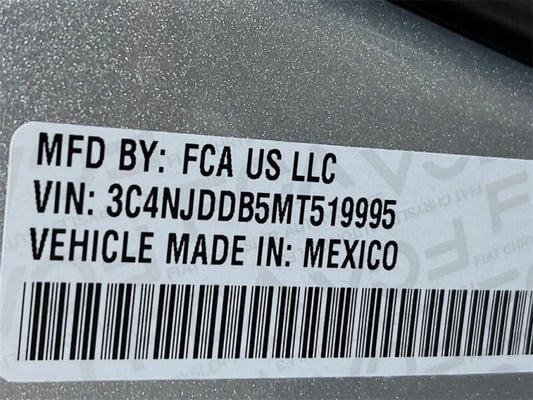 MFD BY: FCA US LLC
VIN: 3C4NJDDB5MT519995
VEHICLE MADE IN: MEXICO